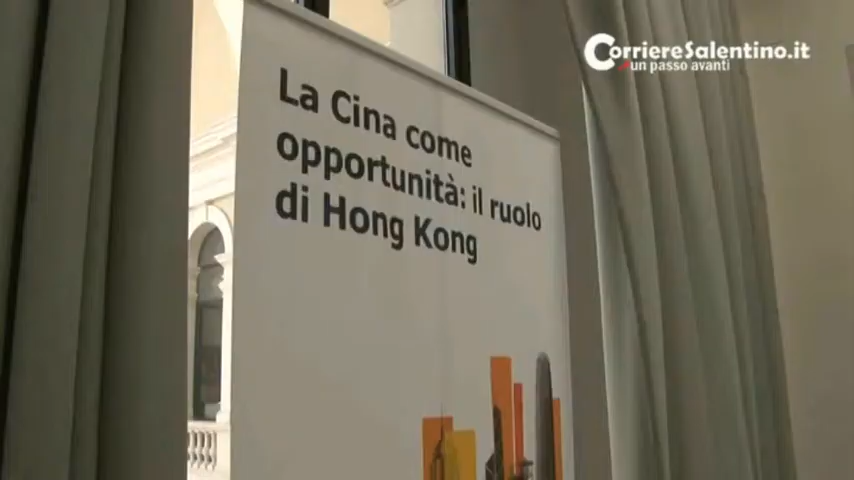 CorriereSalentino.it
un passo avanti
La Cina come
opportunità: il ruolo
di Hong Kong